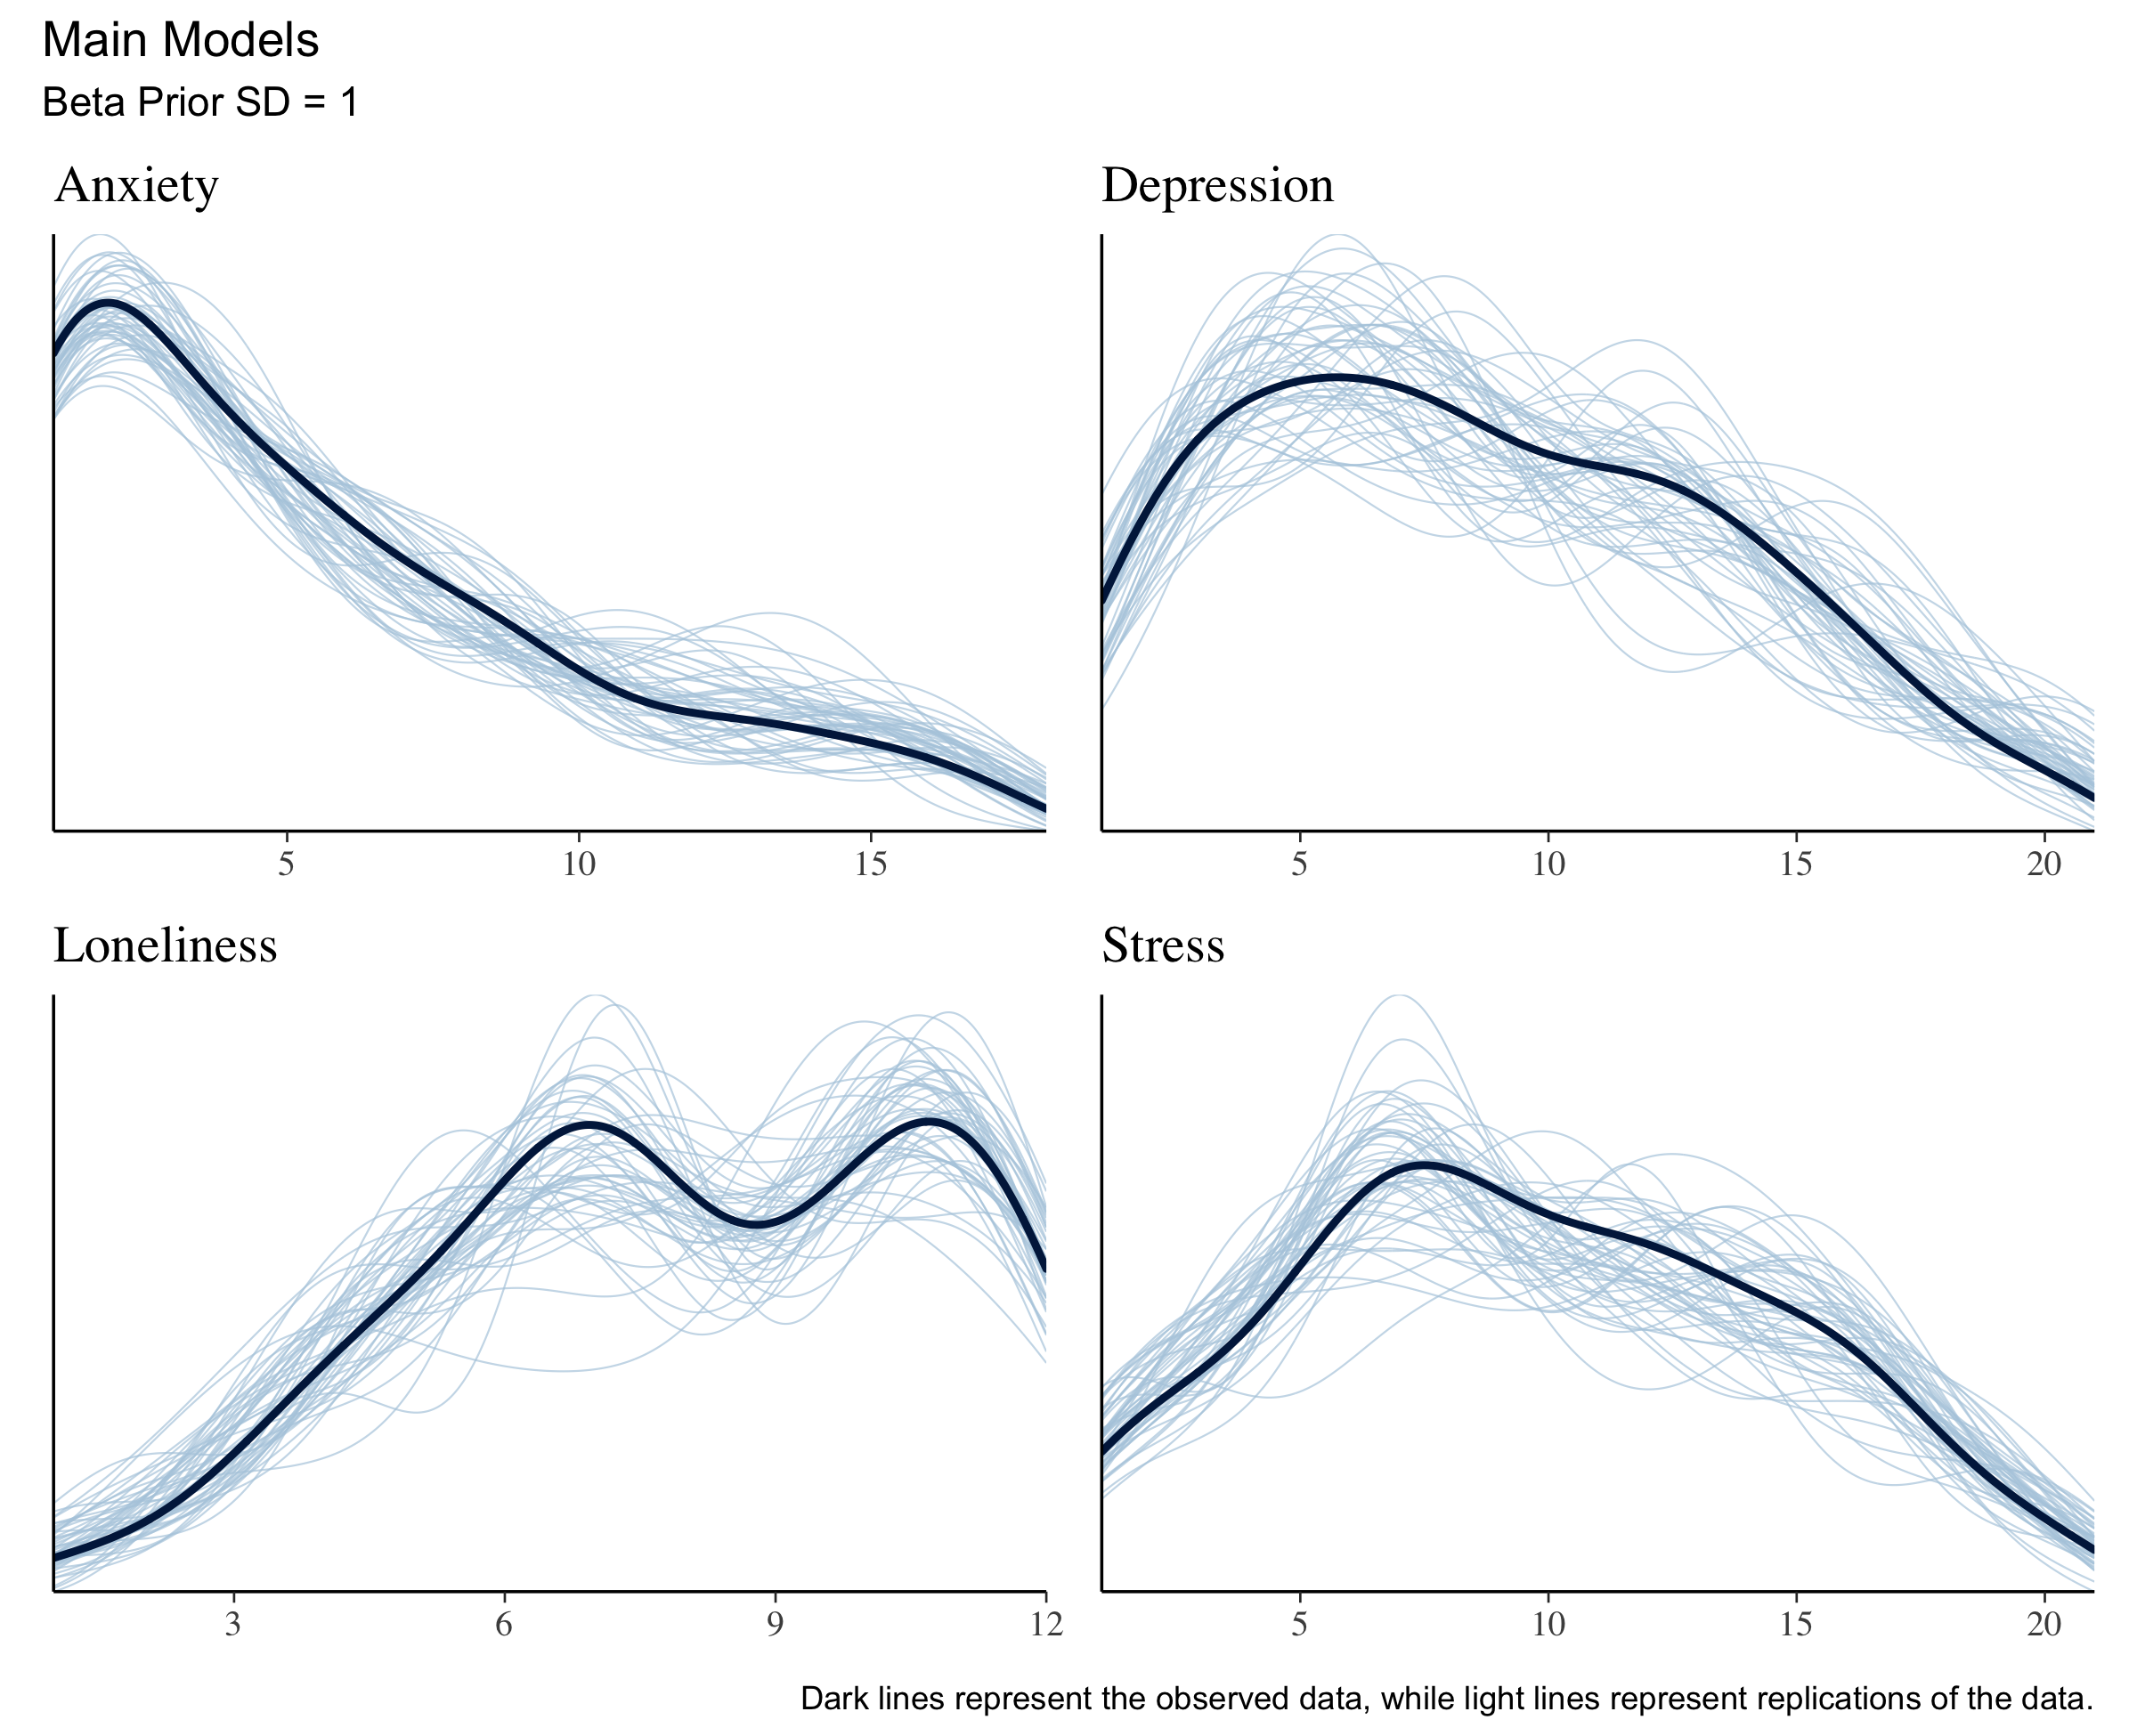 Main Models
Beta Prior SD = 1
Anxiety
5 10 15
Depression
5 10 15 20
Loneliness
3 6 9 12
Stress
5 10 15 20
Dark lines represent the observed data, while light lines represent replications of the data.